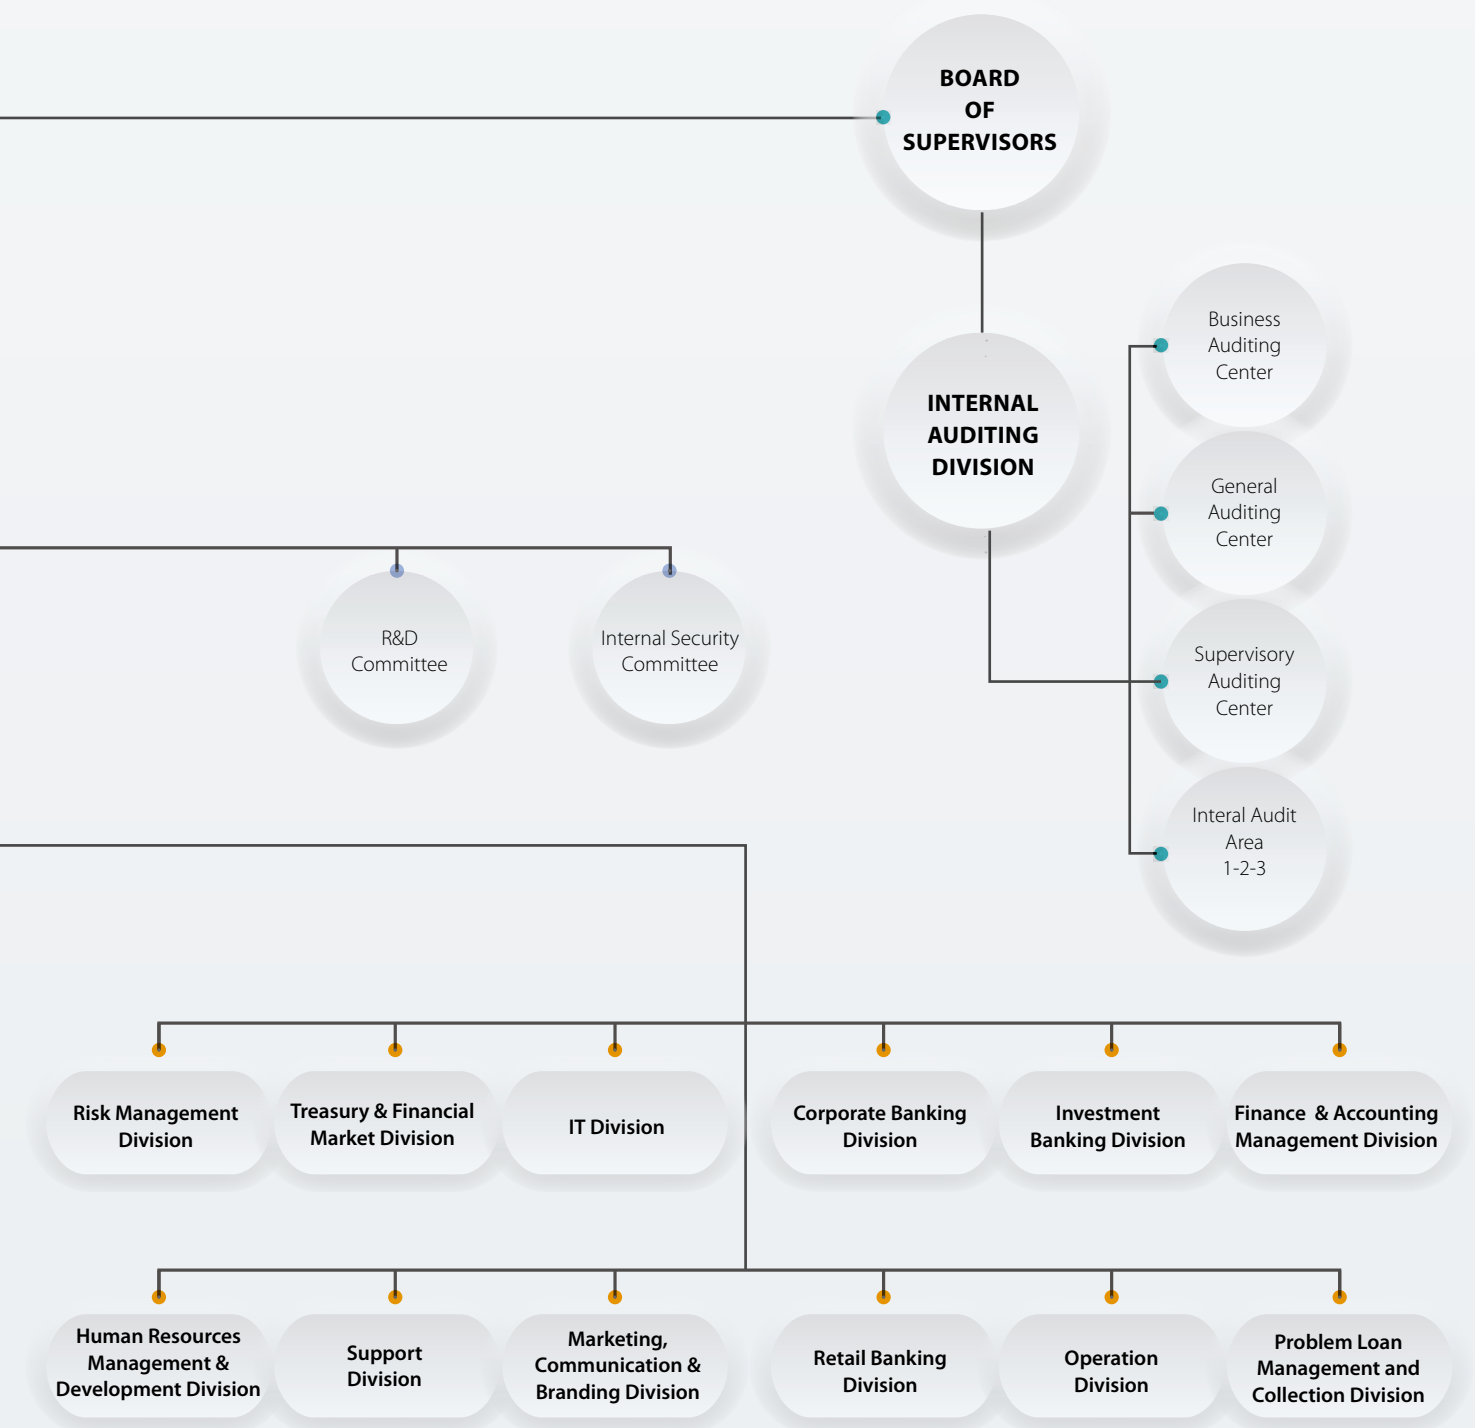 BOARD
OF
SUPERVISORS
INTERNAL
AUDITING
DIVISION
Business
Auditing
Center
General
Auditing
Center
Supervisory
Auditing
Center
Interal Audit
Area
1-2-3
R&D
Committee
Internal Security
Committee
Risk Management
Division
Treasury & Financial
Market Division
IT Division
Corporate Banking
Division
Investment
Banking Division
Finance & Accounting
Management Division
Human Resources
Management &
Development Division
Support
Division
Marketing,
Communication &
Branding Division
Retail Banking
Division
Operation
Division
Problem Loan
Management and
Collection Division